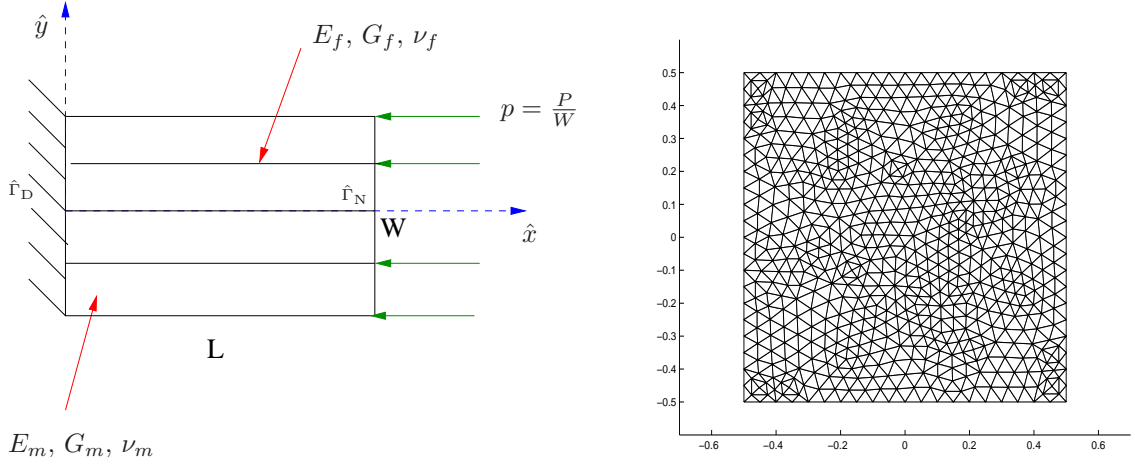 ŷ
E_f, G_f, ν_f
p = P/W
Γ̂_D
Γ̂_N
W
x̂
L
E_m, G_m, ν_m
0.5
0.4
0.3
0.2
0.1
0
−0.1
−0.2
−0.3
−0.4
−0.5
−0.6 −0.4 −0.2 0 0.2 0.4 0.6